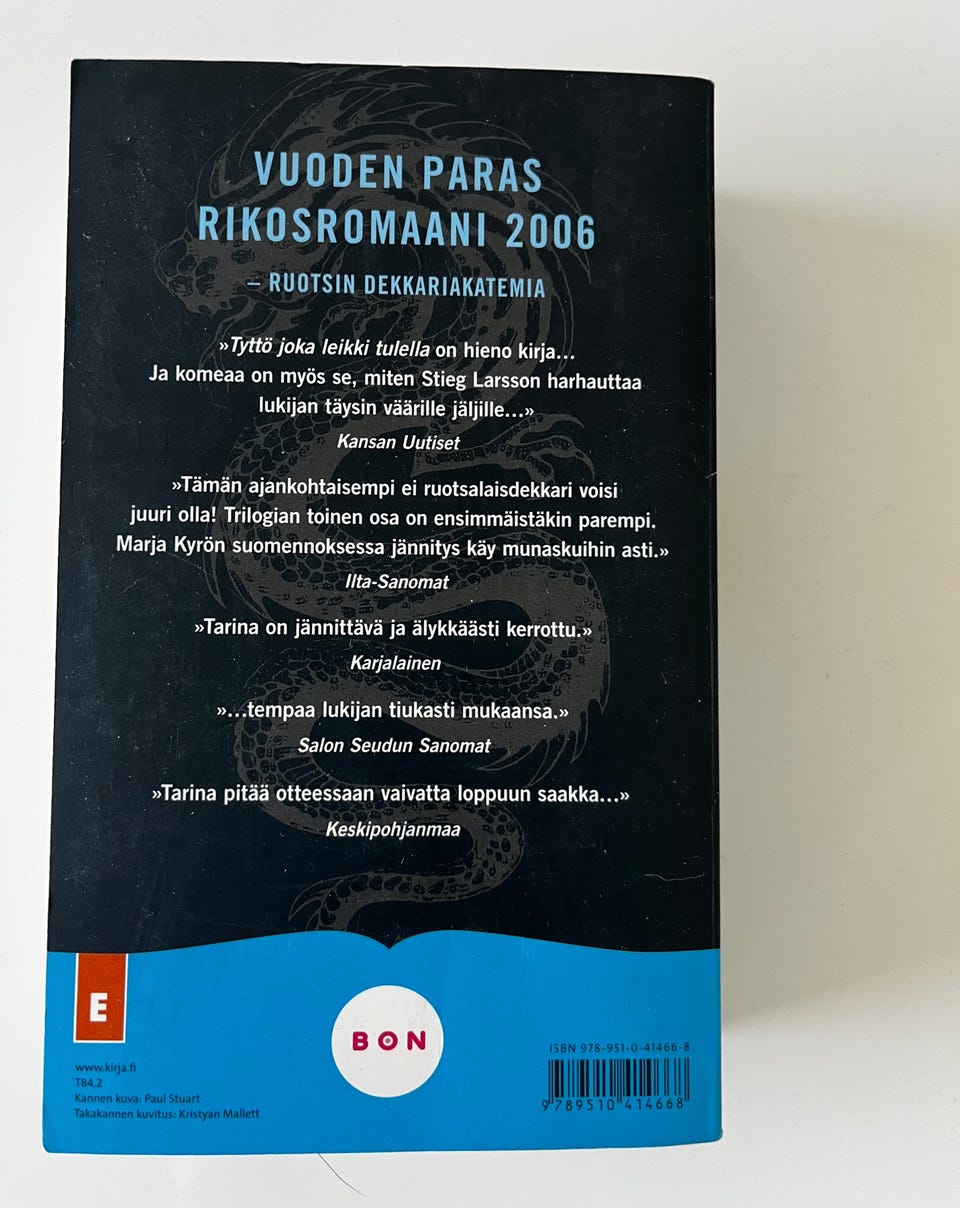 VUODEN PARAS
RIKOSROMAANI 2006
– RUOTSIN DEKKARIAKATEMIA
»Tyttö joka leikki tulella on hieno kirja...
Ja komeaa on myös se, miten Stieg Larsson harhauttaa
lukijan täysin väärille jäljille...»
Kansan Uutiset
»Tämän ajankohtaisempi ei ruotsalaisdekkari voisi
juuri olla! Trilogian toinen osa on ensimmäistäkin parempi.
Marja Kyrön suomennoksessa jännitys käy munaskuihin asti.»
Ilta-Sanomat
»Tarina on jännittävä ja älykkäästi kerrottu.»
Karjalainen
»...tempaa lukijan tiukasti mukaansa.»
Salon Seudun Sanomat
»Tarina pitää otteessaan vaivatta loppuun saakka...»
Keskipohjanmaa
E
BON
www.kirja.fi
T84.2
Kannen kuva: Paul Stuart
Takakannen kuvitus: Kristyan Mallett
ISBN 978-951-0-41466-8
9 789510 414668